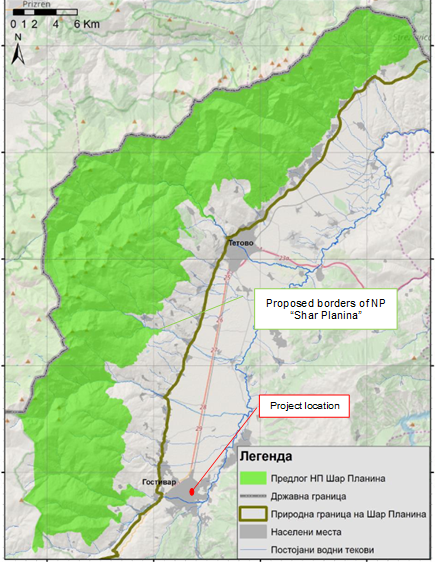 Prizren
0 1 2 4 6 Km
N
Тетово
Proposed borders of NP
“Shar Planina”
Project location
Гостивар
Легенда
Предлог НП Шар Планина
Државна граница
Природна граница на Шар Планина
Населени места
Постојани водни текови